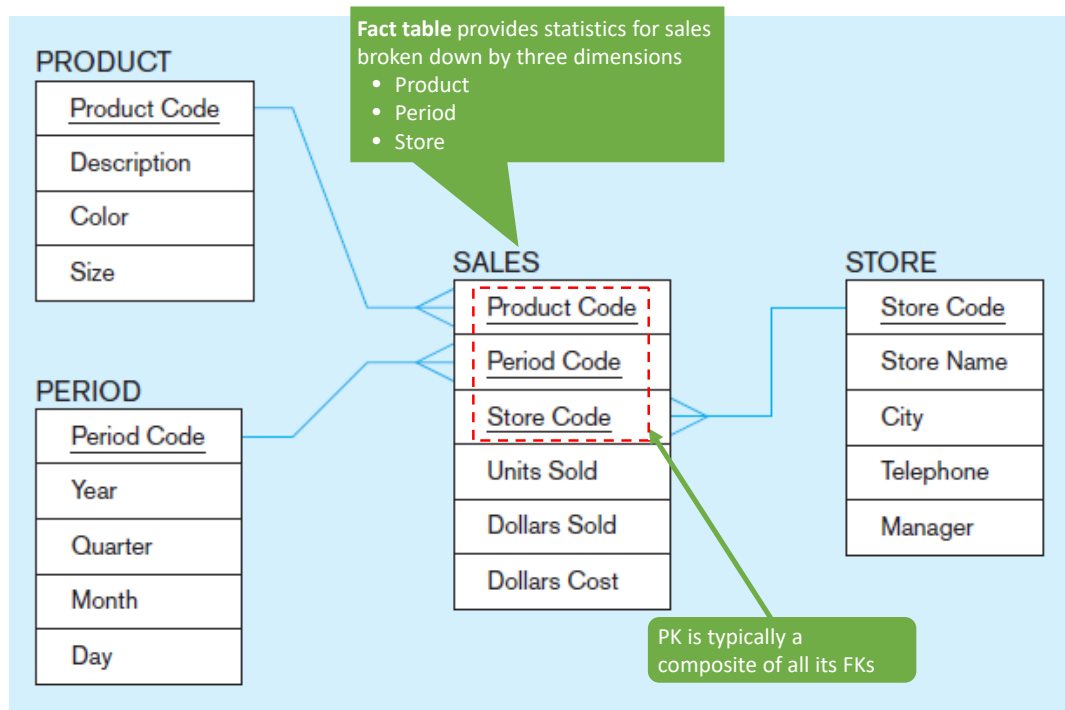 Fact table provides statistics for sales
broken down by three dimensions
• Product
• Period
• Store
PRODUCT
Product Code
Description
Color
Size
PERIOD
Period Code
Year
Quarter
Month
Day
SALES
Product Code
Period Code
Store Code
Units Sold
Dollars Sold
Dollars Cost
STORE
Store Code
Store Name
City
Telephone
Manager
PK is typically a
composite of all its FKs